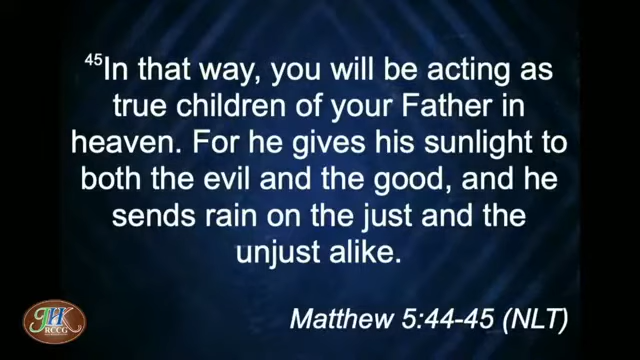 45In that way, you will be acting as
true children of your Father in
heaven. For he gives his sunlight to
both the evil and the good, and he
sends rain on the just and the
unjust alike.
Matthew 5:44-45 (NLT)
JHK
RCCG